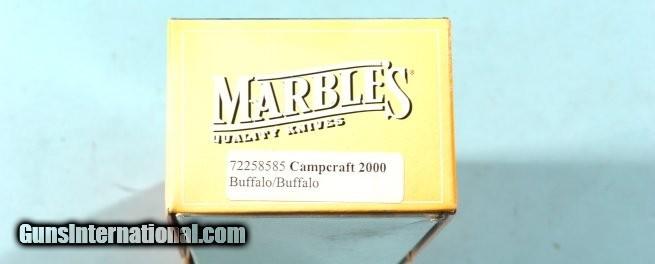 MARBLE'S®
QUALITY KNIVES
72258585 Campcraft 2000
Buffalo/Buffalo
GunsInternational.com